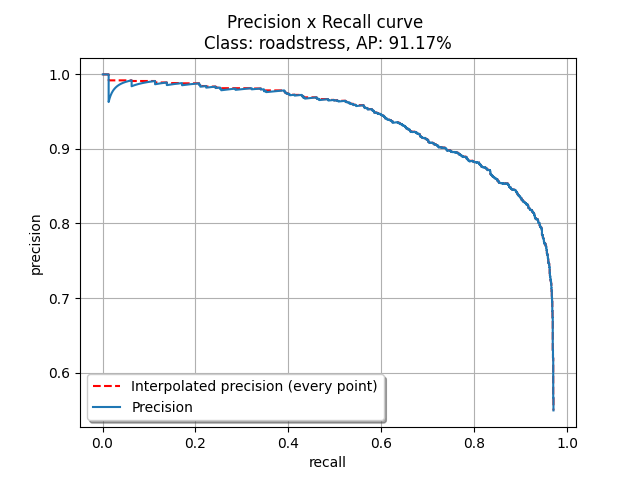 Precision x Recall curve
Class: roadstress, AP: 91.17%
precision
1.0
0.9
0.8
0.7
0.6
Interpolated precision (every point)
Precision
0.0 0.2 0.4 0.6 0.8 1.0
recall